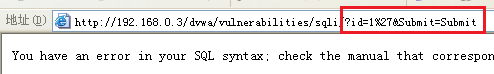 地址(D) http://192.168.0.3/dvwa/vulnerabilities/sqli/?id=1%27&Submit=Submit
You have an error in your SQL syntax; check the manual that correspon